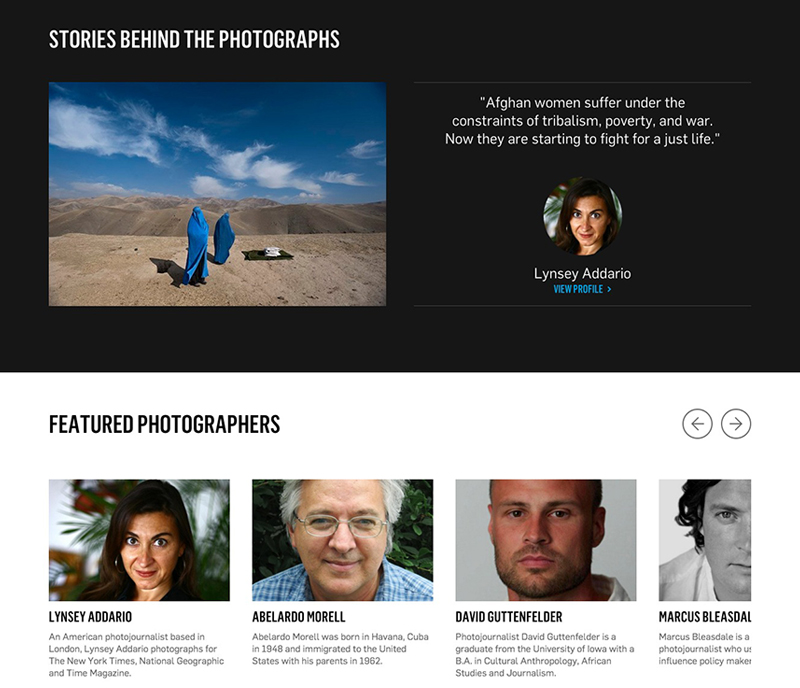 STORIES BEHIND THE PHOTOGRAPHS
"Afghan women suffer under the
constraints of tribalism, poverty, and war.
Now they are starting to fight for a just life."
Lynsey Addario
VIEW PROFILE >
FEATURED PHOTOGRAPHERS
LYNSEY ADDARIO
An American photojournalist based in
London, Lynsey Addario photographs for
The New York Times, National Geographic
and Time Magazine.
ABELARDO MORELL
Abelardo Morell was born in Havana, Cuba
in 1948 and immigrated to the United
States with his parents in 1962.
DAVID GUTTENFELDER
Photojournalist David Guttenfelder is a
graduate from the University of Iowa with a
B.A. in Cultural Anthropology, African
Studies and Journalism.
MARCUS BLEASDAL
Marcus Bleasdale is a
photojournalist who us
influence policy maker